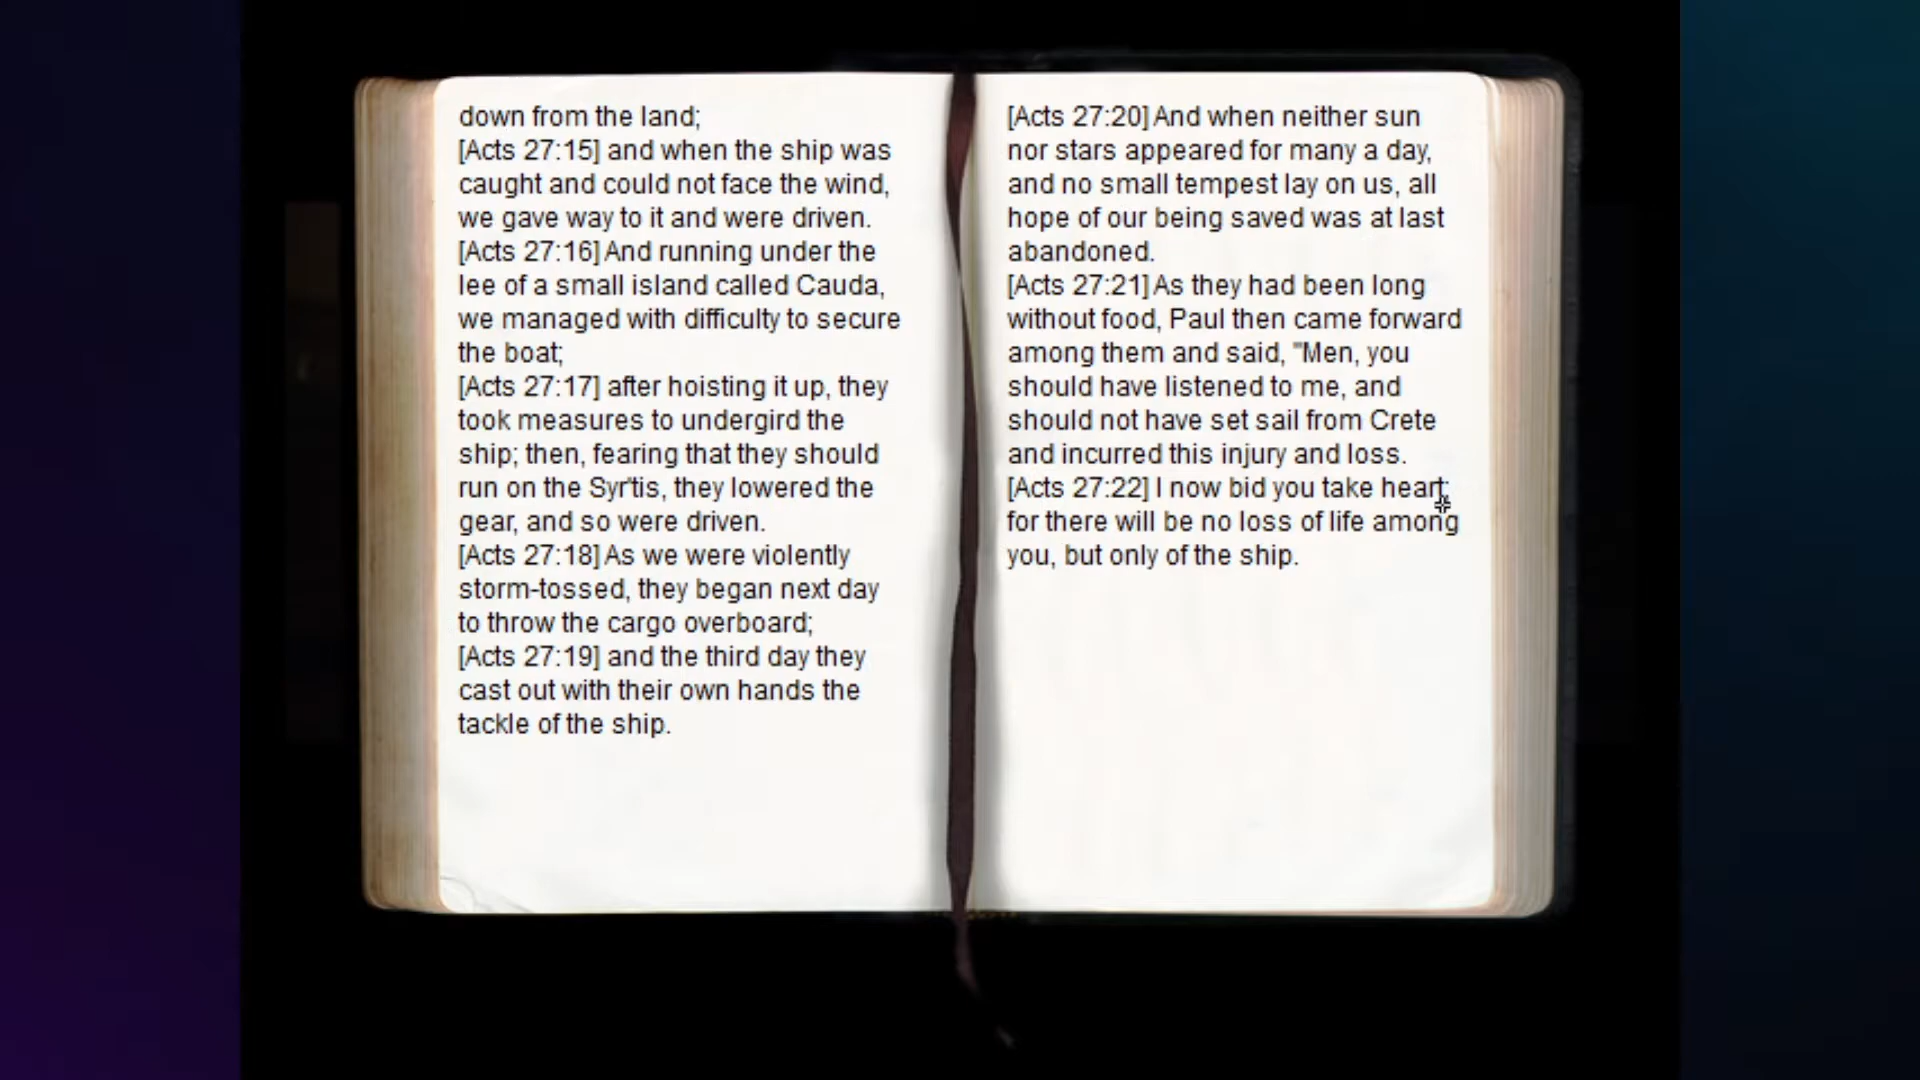 down from the land;
[Acts 27:15] and when the ship was
caught and could not face the wind,
we gave way to it and were driven.
[Acts 27:16] And running under the
lee of a small island called Cauda,
we managed with difficulty to secure
the boat;
[Acts 27:17] after hoisting it up, they
took measures to undergird the
ship; then, fearing that they should
run on the Syr'tis, they lowered the
gear, and so were driven.
[Acts 27:18] As we were violently
storm-tossed, they began next day
to throw the cargo overboard;
[Acts 27:19] and the third day they
cast out with their own hands the
tackle of the ship.
[Acts 27:20] And when neither sun
nor stars appeared for many a day,
and no small tempest lay on us, all
hope of our being saved was at last
abandoned.
[Acts 27:21] As they had been long
without food, Paul then came forward
among them and said, "Men, you
should have listened to me, and
should not have set sail from Crete
and incurred this injury and loss.
[Acts 27:22] I now bid you take heart;
for there will be no loss of life among
you, but only of the ship.